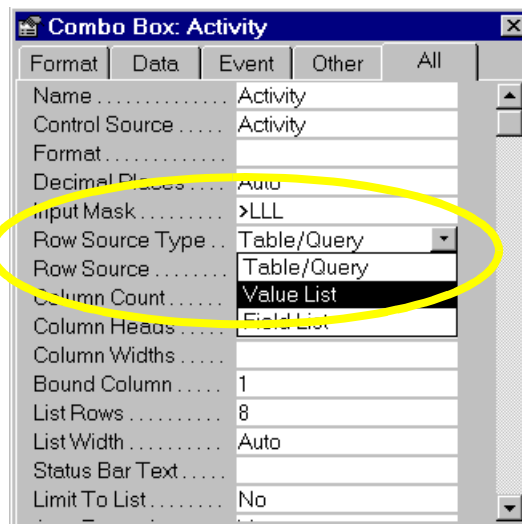 Combo Box: Activity
Format Data Event Other All
Name . . . . . . . . . . . . . . Activity
Control Source . . . . . Activity
Format . . . . . . . . . . . . .
Decimal Places . . . . Auto
Input Mask . . . . . . . . . >LLL
Row Source Type . . Table/Query
Row Source . . . . . . . . Table/Query
Column Count . . . . . . Value List
Column Heads . . . . . Field List
Column Widths . . . . .
Bound Column . . . . . 1
List Rows . . . . . . . . . . 8
List Width . . . . . . . . . . Auto
Status Bar Text . . . . .
Limit To List . . . . . . . . No